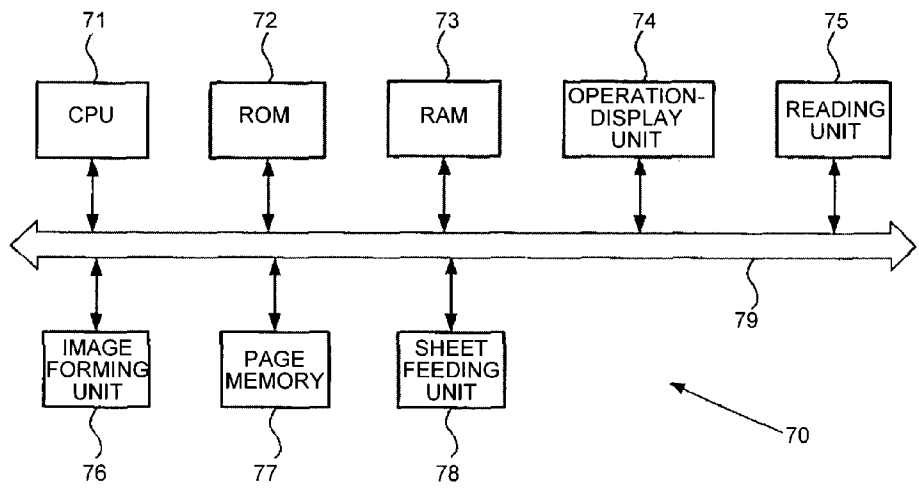 71
72
73
74
75
CPU
ROM
RAM
OPERATION-
DISPLAY
UNIT
READING
UNIT
79
IMAGE
FORMING
UNIT
PAGE
MEMORY
SHEET
FEEDING
UNIT
70
76
77
78